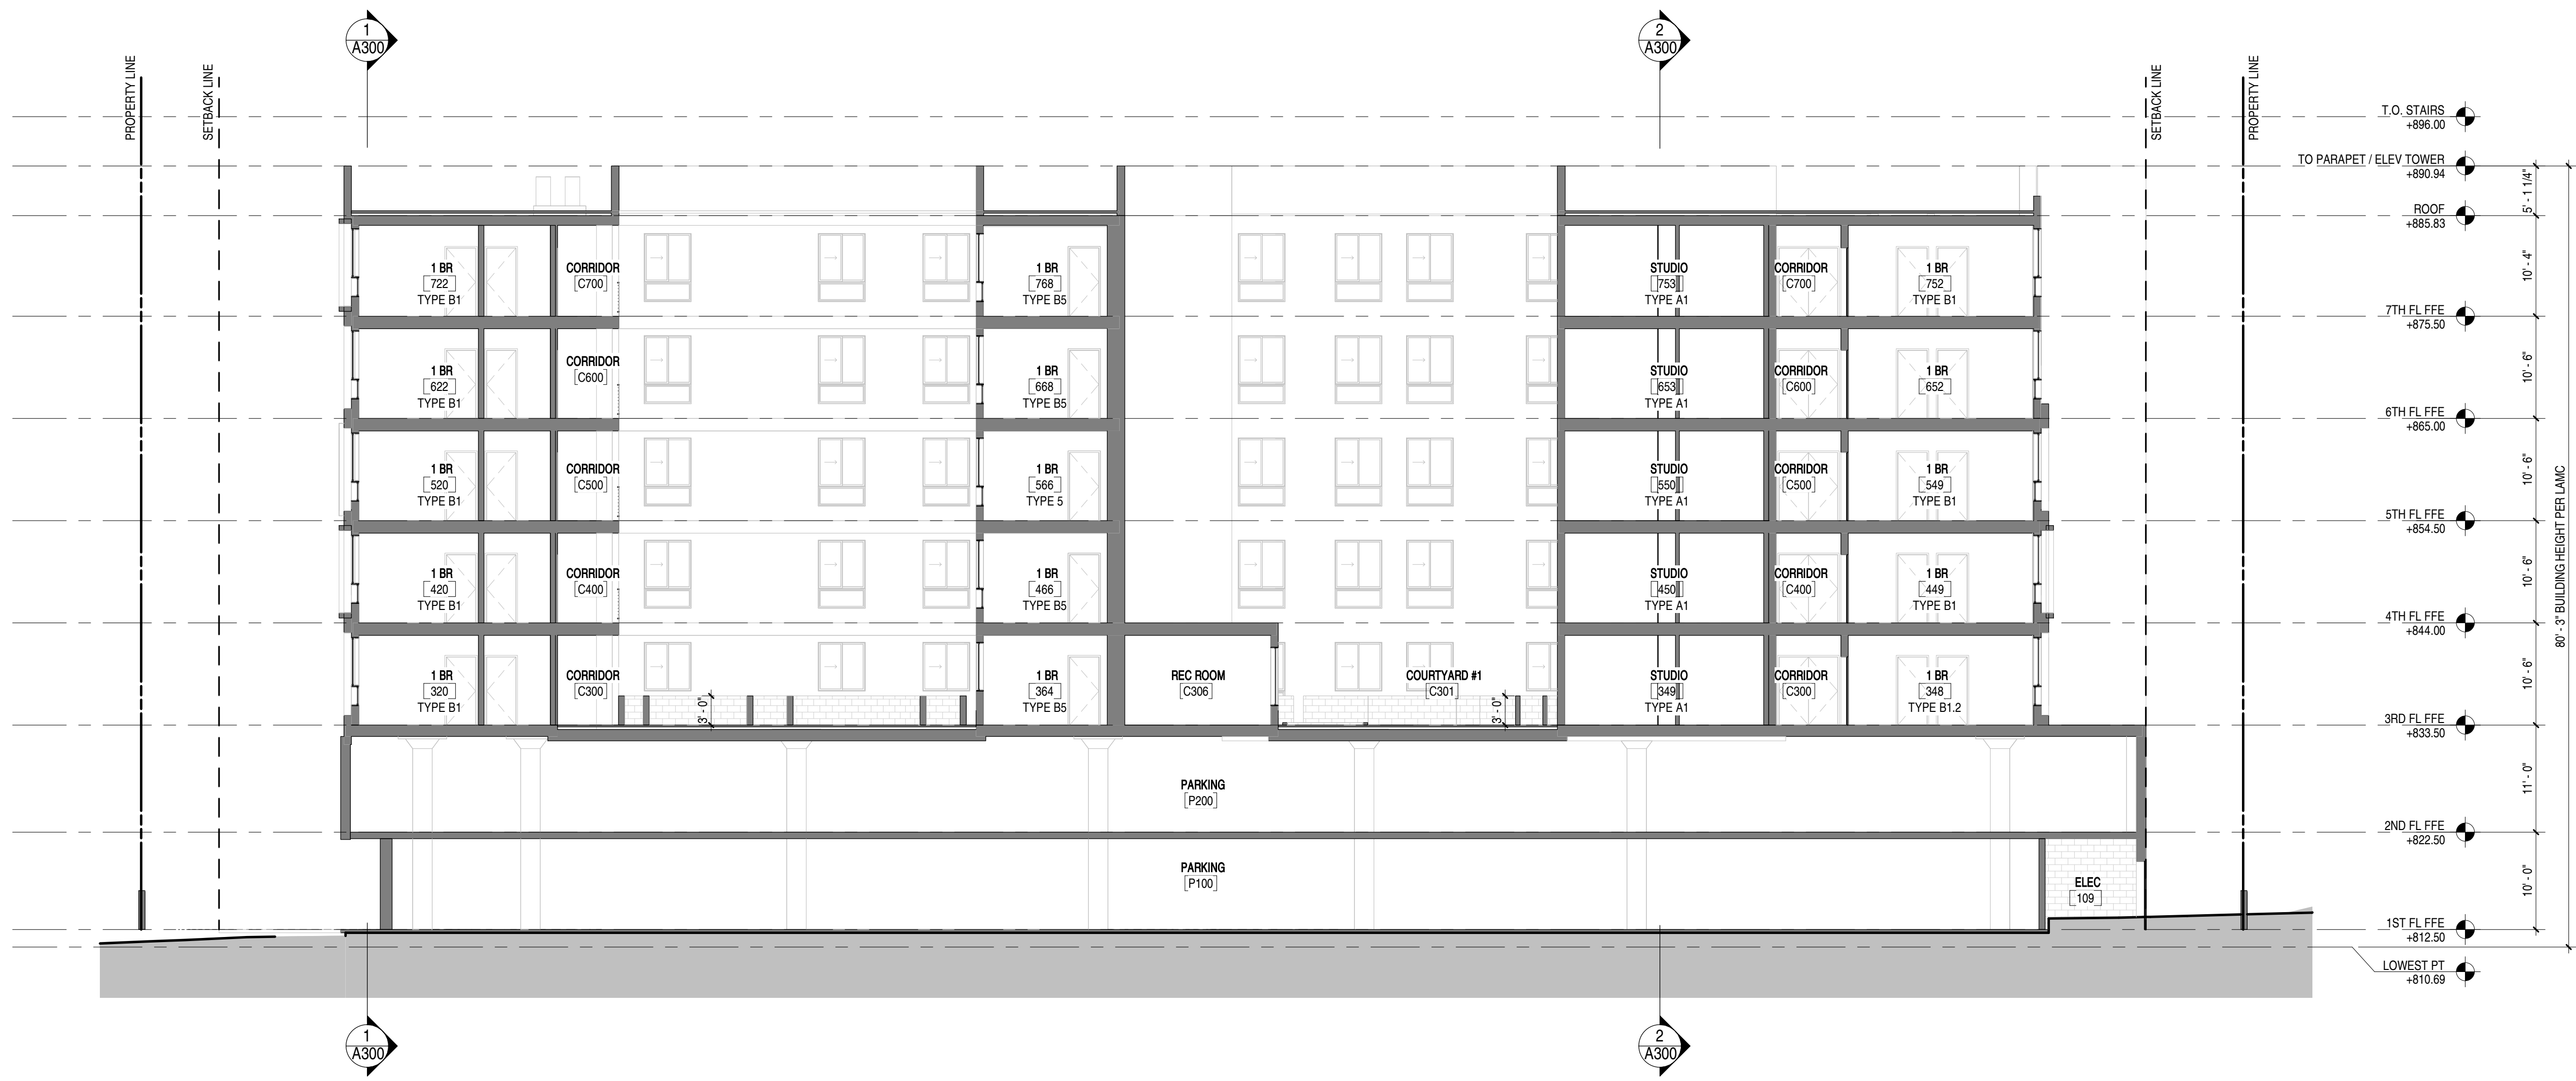 1
A300
2
A300
PROPERTY LINE
SETBACK LINE
SETBACK LINE
PROPERTY LINE
T.O. STAIRS
+896.00
TO PARAPET / ELEV TOWER
+890.94
5' - 1 1/4"
ROOF
+885.83
1 BR
722
TYPE B1
CORRIDOR
C700
1 BR
768
TYPE B5
STUDIO
753
TYPE A1
CORRIDOR
C700
1 BR
752
TYPE B1
10' - 4"
7TH FL FFE
+875.50
1 BR
622
TYPE B1
CORRIDOR
C600
1 BR
668
TYPE B5
STUDIO
653
TYPE A1
CORRIDOR
C600
1 BR
652
10' - 6"
6TH FL FFE
+865.00
1 BR
520
TYPE B1
CORRIDOR
C500
1 BR
566
TYPE 5
STUDIO
550
TYPE A1
CORRIDOR
C500
1 BR
549
TYPE B1
10' - 6"
5TH FL FFE
+854.50
1 BR
420
TYPE B1
CORRIDOR
C400
1 BR
466
TYPE B5
STUDIO
450
TYPE A1
CORRIDOR
C400
1 BR
449
TYPE B1
10' - 6"
80' - 3" BUILDING HEIGHT PER LAMC
4TH FL FFE
+844.00
1 BR
320
TYPE B1
CORRIDOR
C300
3' - 0"
1 BR
364
TYPE B5
REC ROOM
C306
COURTYARD #1
C301
3' - 0"
STUDIO
349
TYPE A1
CORRIDOR
C300
1 BR
348
TYPE B1.2
10' - 6"
3RD FL FFE
+833.50
PARKING
P200
11' - 0"
2ND FL FFE
+822.50
PARKING
P100
ELEC
109
10' - 0"
1ST FL FFE
+812.50
LOWEST PT
+810.69
1
A300
2
A300